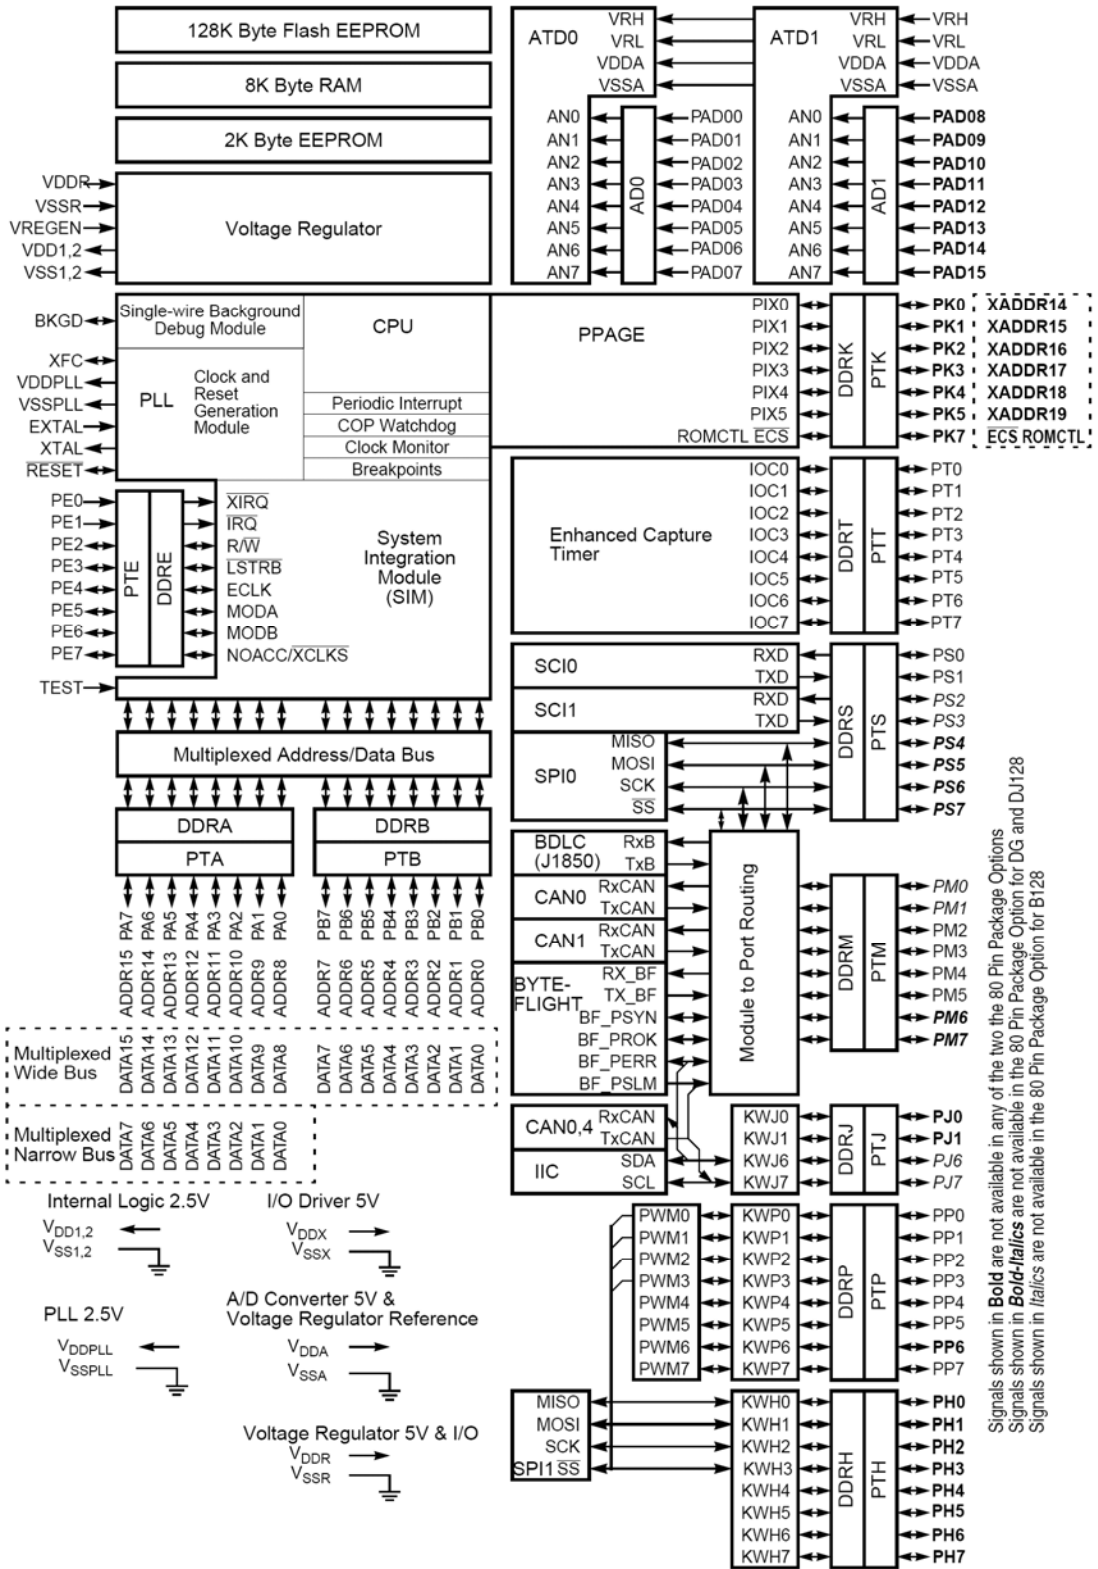 128K Byte Flash EEPROM
8K Byte RAM
2K Byte EEPROM
VDDR
VSSR
VREGEN
VDD1,2
VSS1,2
Voltage Regulator
ATD0
VRH
VRL
VDDA
VSSA
AN0
AN1
AN2
AN3
AN4
AN5
AN6
AN7
AD0
PAD00
PAD01
PAD02
PAD03
PAD04
PAD05
PAD06
PAD07
ATD1
VRH
VRL
VDDA
VSSA
AN0
AN1
AN2
AN3
AN4
AN5
AN6
AN7
AD1
VRH
VRL
VDDA
VSSA
PAD08
PAD09
PAD10
PAD11
PAD12
PAD13
PAD14
PAD15
BKGD
XFC
VDDPLL
VSSPLL
EXTAL
XTAL
RESET
Single-wire Background
Debug Module
CPU
PLL
Clock and
Reset
Generation
Module
Periodic Interrupt
COP Watchdog
Clock Monitor
Breakpoints
PPAGE
PIX0
PIX1
PIX2
PIX3
PIX4
PIX5
ROMCTL ECS
DDRK
PTK
PK0 XADDR14
PK1 XADDR15
PK2 XADDR16
PK3 XADDR17
PK4 XADDR18
PK5 XADDR19
PK7 ECS ROMCTL
PE0
PE1
PE2
PE3
PE4
PE5
PE6
PE7
TEST
PTE
DDRE
XIRQ
IRQ
R/W
LSTRB
ECLK
MODA
MODB
NOACC/XCLKS
System
Integration
Module
(SIM)
Enhanced Capture
Timer
IOC0
IOC1
IOC2
IOC3
IOC4
IOC5
IOC6
IOC7
DDRT
PTT
PT0
PT1
PT2
PT3
PT4
PT5
PT6
PT7
SCI0
RXD
TXD
SCI1
RXD
TXD
SPI0
MISO
MOSI
SCK
SS
DDRS
PTS
PS0
PS1
PS2
PS3
PS4
PS5
PS6
PS7
Multiplexed Address/Data Bus
DDRA
PTA
DDRB
PTB
PA7
PA6
PA5
PA4
PA3
PA2
PA1
PA0
PB7
PB6
PB5
PB4
PB3
PB2
PB1
PB0
ADDR15
ADDR14
ADDR13
ADDR12
ADDR11
ADDR10
ADDR9
ADDR8
ADDR7
ADDR6
ADDR5
ADDR4
ADDR3
ADDR2
ADDR1
ADDR0
Multiplexed
Wide Bus
DATA15
DATA14
DATA13
DATA12
DATA11
DATA10
DATA9
DATA8
DATA7
DATA6
DATA5
DATA4
DATA3
DATA2
DATA1
DATA0
Multiplexed
Narrow Bus
DATA7
DATA6
DATA5
DATA4
DATA3
DATA2
DATA1
DATA0
BDLC
(J1850)
RxB
TxB
CAN0
RxCAN
TxCAN
CAN1
RxCAN
TxCAN
BYTE-
FLIGHT
RX_BF
TX_BF
BF_PSYN
BF_PROK
BF_PERR
BF_PSLM
Module to Port Routing
DDRM
PTM
PM0
PM1
PM2
PM3
PM4
PM5
PM6
PM7
CAN0,4
RxCAN
TxCAN
IIC
SDA
SCL
KWJ0
KWJ1
KWJ6
KWJ7
DDRJ
PTJ
PJ0
PJ1
PJ6
PJ7
PWM0
PWM1
PWM2
PWM3
PWM4
PWM5
PWM6
PWM7
KWP0
KWP1
KWP2
KWP3
KWP4
KWP5
KWP6
KWP7
DDRP
PTP
PP0
PP1
PP2
PP3
PP4
PP5
PP6
PP7
MISO
MOSI
SCK
SPI1 SS
KWH0
KWH1
KWH2
KWH3
KWH4
KWH5
KWH6
KWH7
DDRH
PTH
PH0
PH1
PH2
PH3
PH4
PH5
PH6
PH7
Internal Logic 2.5V
VDD1,2
VSS1,2
I/O Driver 5V
VDDX
VSSX
PLL 2.5V
VDDPLL
VSSPLL
A/D Converter 5V &
Voltage Regulator Reference
VDDA
VSSA
Voltage Regulator 5V & I/O
VDDR
VSSR
Signals shown in Bold are not available in any of the two the 80 Pin Package Options
Signals shown in Bold-Italics are not available in the 80 Pin Package Option for DG and DJ128
Signals shown in Italics are not available in the 80 Pin Package Option for B128